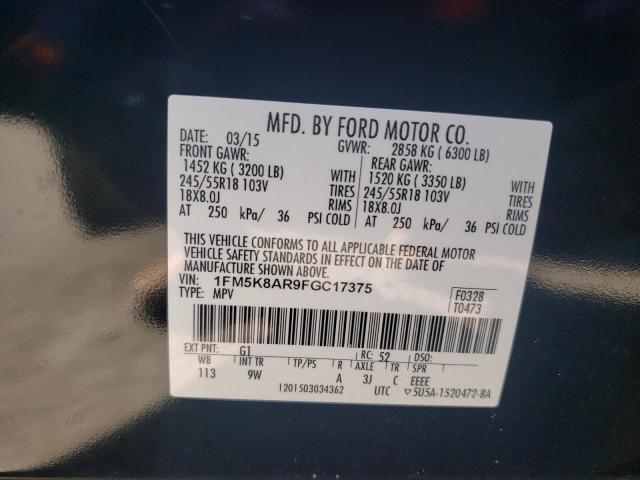 MFD. BY FORD MOTOR CO.
DATE: 03/15 GVWR: 2858 KG ( 6300 LB)
FRONT GAWR: REAR GAWR:
1452 KG ( 3200 LB) WITH 1520 KG ( 3350 LB) WITH
245/55R18 103V TIRES 245/55R18 103V TIRES
18X8.0J RIMS 18X8.0J RIMS
AT 250 kPa/ 36 PSI COLD AT 250 kPa/ 36 PSI COLD
THIS VEHICLE CONFORMS TO ALL APPLICABLE FEDERAL MOTOR
VEHICLE SAFETY STANDARDS IN EFFECT ON THE DATE OF
MANUFACTURE SHOWN ABOVE.
VIN: 1FM5K8AR9FGC17375 F0328
TYPE: MPV T0473
EXT PNT: G1 RC: 52 DSO:
WB INT TR TP/PS R AXLE TR SPR
113 9W A 3J C EEEE
1201503034362 UTC ▽5U5A-1520472-BA